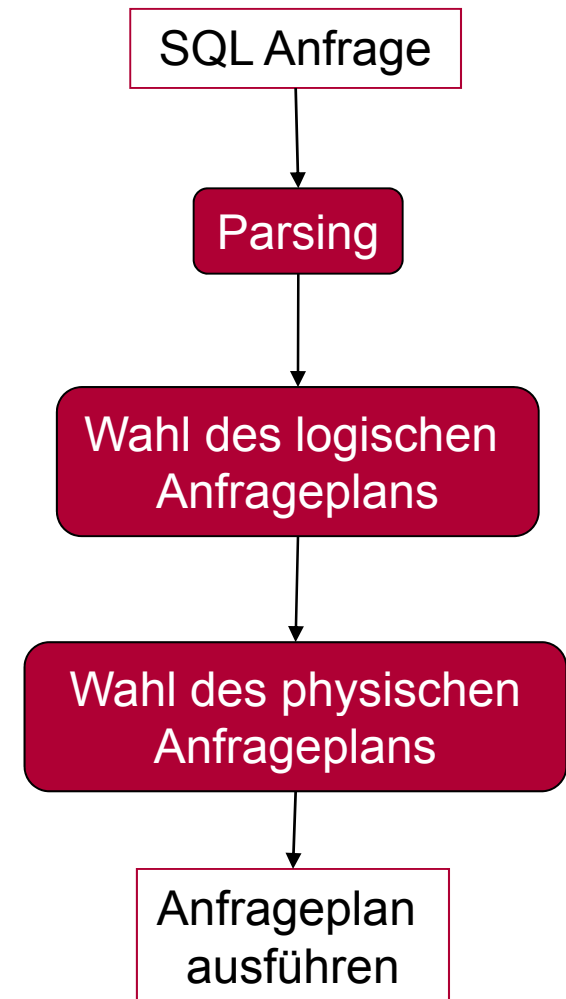 SQL Anfrage
Parsing
Wahl des logischen
Anfrageplans
Wahl des physischen
Anfrageplans
Anfrageplan
ausführen